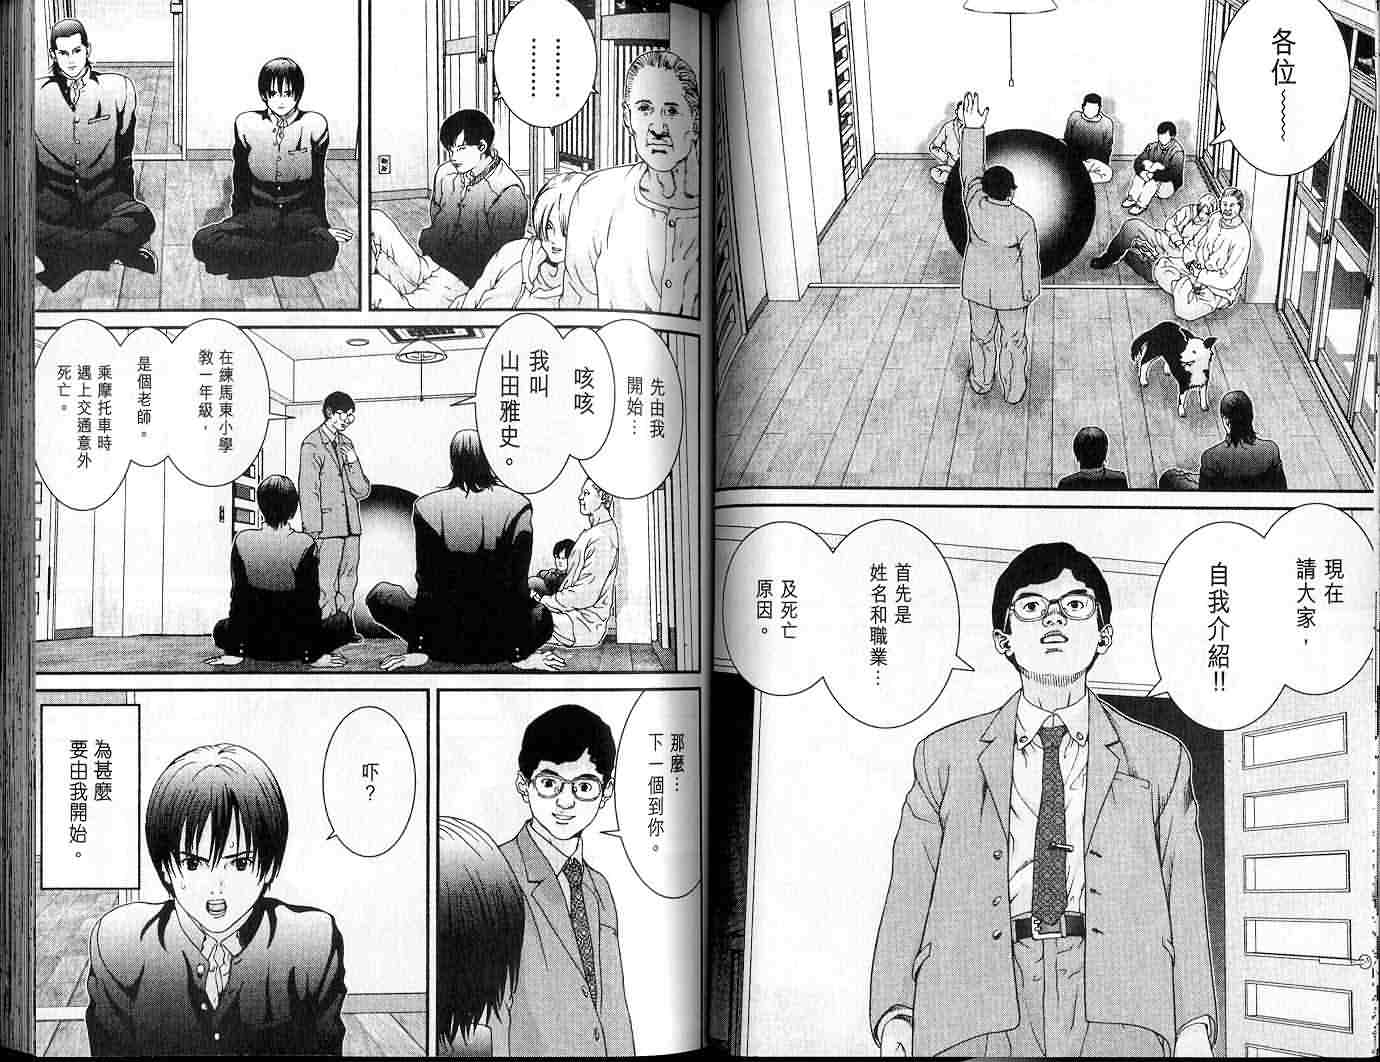 各位~~~~~
現在
請大家，
自我介紹!!
首先是
姓名和職業…
及死亡
原因。
………
………
先由我
開始…
咳咳
我叫
山田雅史。
在練馬東小學
教一年級，
是個老師。
乘摩托車時
遇上交通意外
死亡。
那麼…
下一個到你。
吓？
為甚麼
要由我開始。